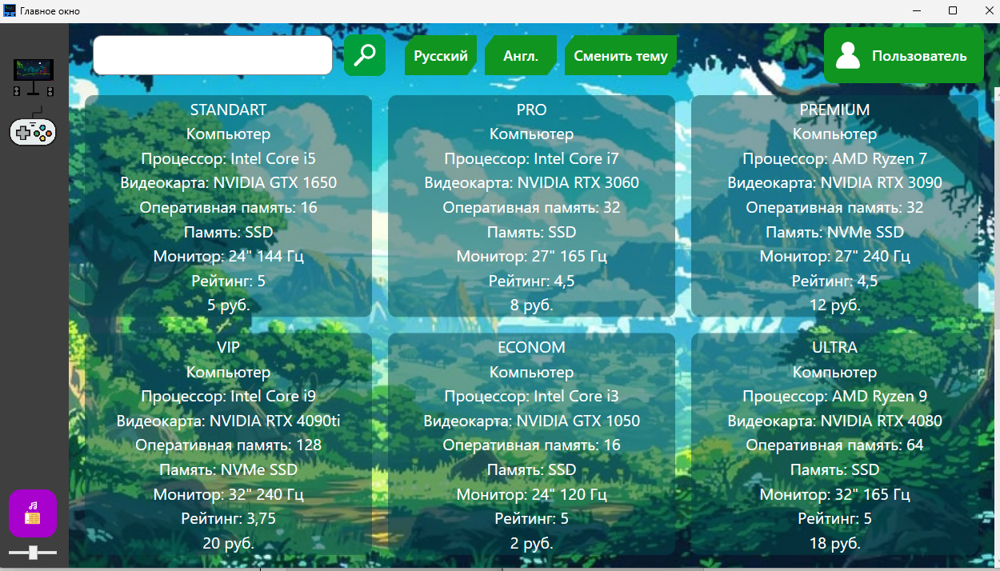 Главное окно
Русский
Англ.
Сменить тему
Пользователь
STANDART
Компьютер
Процессор: Intel Core i5
Видеокарта: NVIDIA GTX 1650
Оперативная память: 16
Память: SSD
Монитор: 24" 144 Гц
Рейтинг: 5
5 руб.
PRO
Компьютер
Процессор: Intel Core i7
Видеокарта: NVIDIA RTX 3060
Оперативная память: 32
Память: SSD
Монитор: 27" 165 Гц
Рейтинг: 4,5
8 руб.
PREMIUM
Компьютер
Процессор: AMD Ryzen 7
Видеокарта: NVIDIA RTX 3090
Оперативная память: 32
Память: NVMe SSD
Монитор: 27" 240 Гц
Рейтинг: 4,5
12 руб.
VIP
Компьютер
Процессор: Intel Core i9
Видеокарта: NVIDIA RTX 4090ti
Оперативная память: 128
Память: NVMe SSD
Монитор: 32" 240 Гц
Рейтинг: 3,75
20 руб.
ECONOM
Компьютер
Процессор: Intel Core i3
Видеокарта: NVIDIA GTX 1050
Оперативная память: 16
Память: SSD
Монитор: 24" 120 Гц
Рейтинг: 5
2 руб.
ULTRA
Компьютер
Процессор: AMD Ryzen 9
Видеокарта: NVIDIA RTX 4080
Оперативная память: 64
Память: SSD
Монитор: 32" 165 Гц
Рейтинг: 5
18 руб.